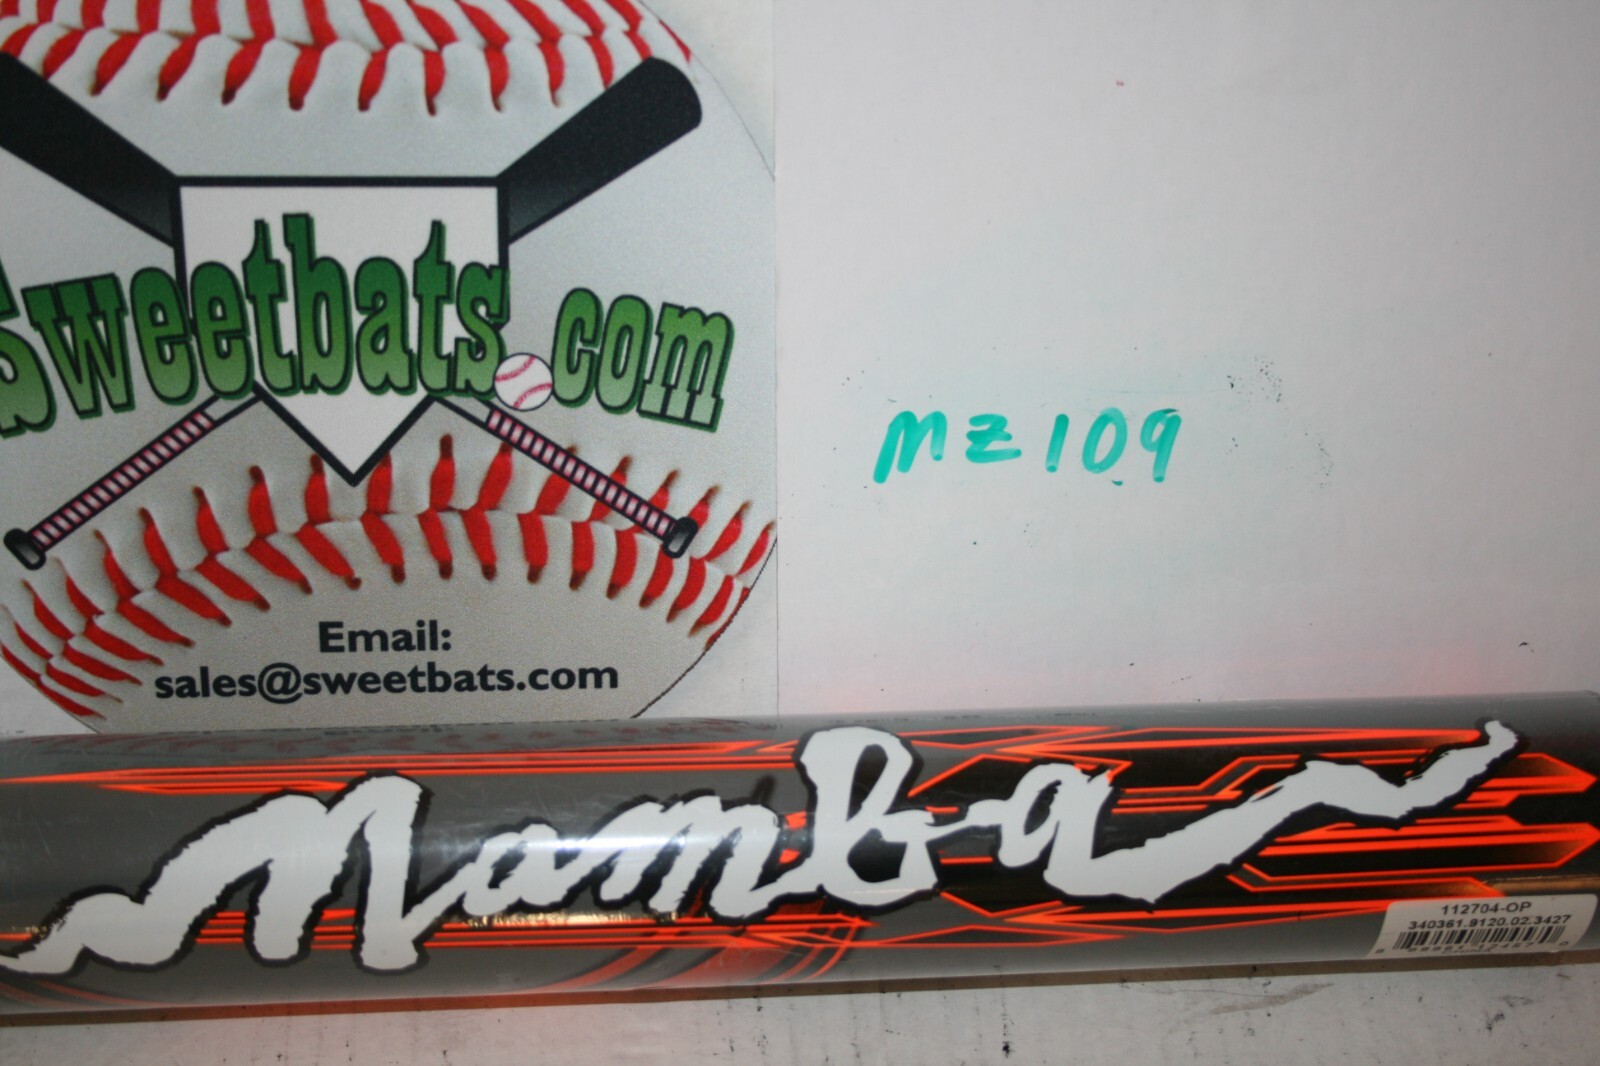 Sweetbats.com
MZ109
Email:
sales@sweetbats.com
Mamba
112704-OP
340361.9120.02.3427